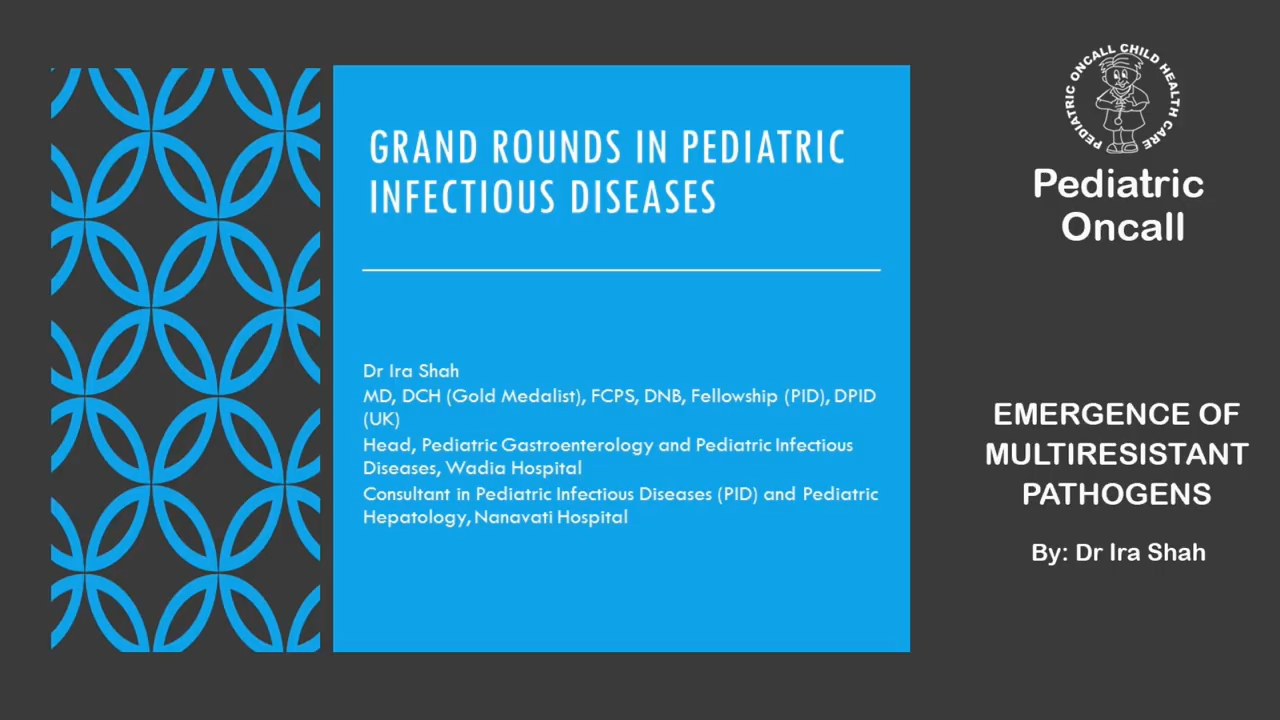 GRAND ROUNDS IN PEDIATRIC
INFECTIOUS DISEASES
Dr Ira Shah
MD, DCH (Gold Medalist), FCPS, DNB, Fellowship (PID), DPID
(UK)
Head, Pediatric Gastroenterology and Pediatric Infectious
Diseases, Wadia Hospital
Consultant in Pediatric Infectious Diseases (PID) and Pediatric
Hepatology, Nanavati Hospital
PEDIATRIC ONCALL CHILD HEALTH CARE
Pediatric
Oncall
EMERGENCE OF
MULTIRESISTANT
PATHOGENS
By: Dr Ira Shah